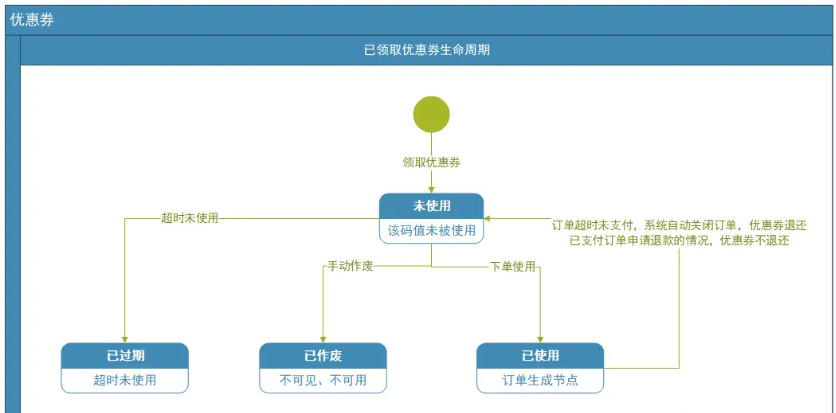 优惠券
已领取优惠券生命周期
领取优惠券
未使用
该码值未被使用
超时未使用
订单超时未支付，系统自动关闭订单，优惠券退还
已支付订单申请退款的情况，优惠券不退还
手动作废
下单使用
已过期
超时未使用
已作废
不可见、不可用
已使用
订单生成节点